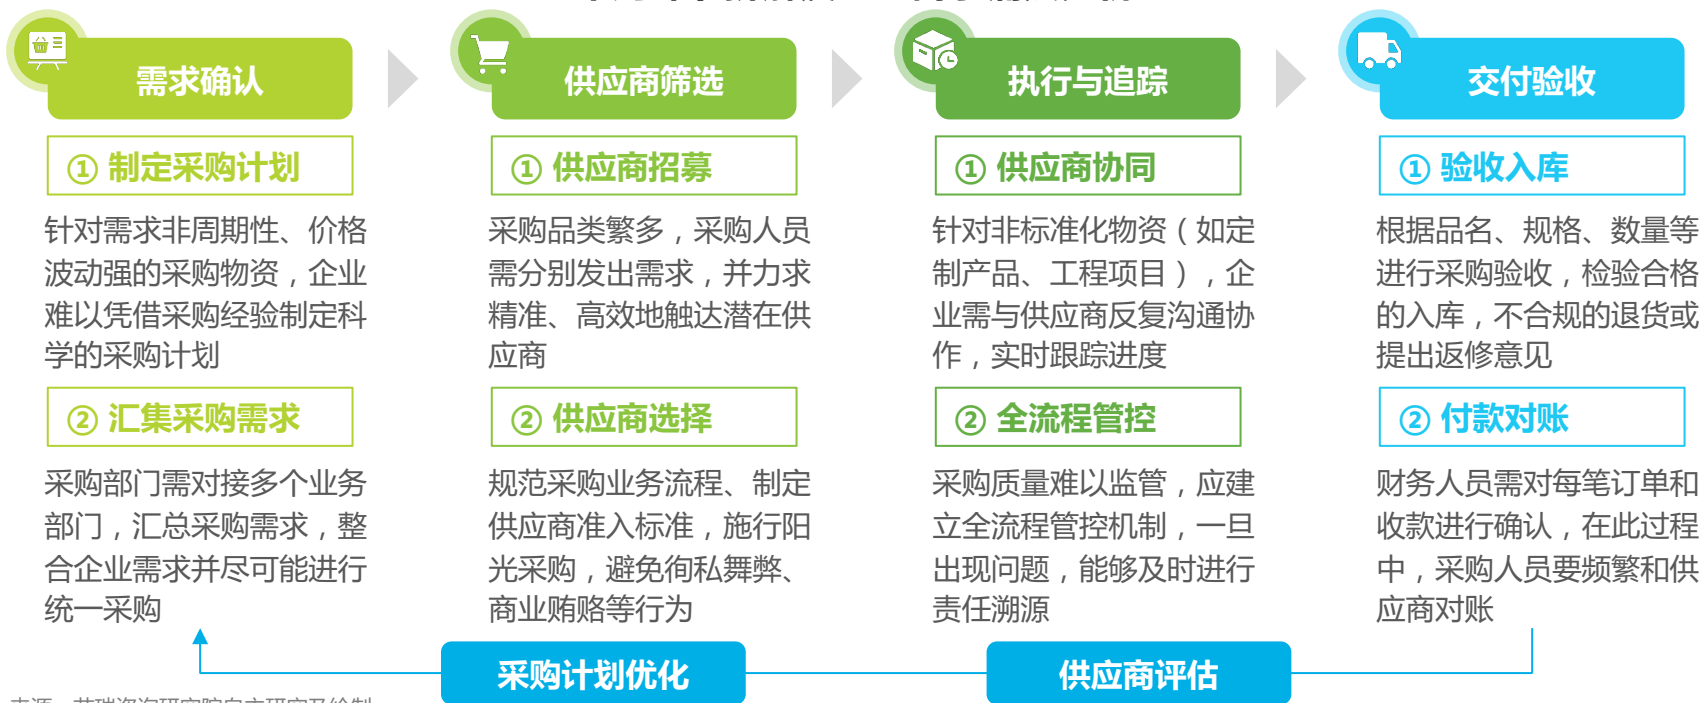 需求确认
① 制定采购计划
针对需求非周期性、价格
波动强的采购物资，企业
难以凭借采购经验制定科
学的采购计划
② 汇集采购需求
采购部门需对接多个业务
部门，汇总采购需求，整
合企业需求并尽可能进行
统一采购
供应商筛选
① 供应商招募
采购品类繁多，采购人员
需分别发出需求，并力求
精准、高效地触达潜在供
应商
② 供应商选择
规范采购业务流程、制定
供应商准入标准，施行阳
光采购，避免徇私舞弊、
商业贿赂等行为
执行与追踪
① 供应商协同
针对非标准化物资（如定
制产品、工程项目），企
业需与供应商反复沟通协
作，实时跟踪进度
② 全流程管控
采购质量难以监管，应建
立全流程管控机制，一旦
出现问题，能够及时进行
责任溯源
交付验收
① 验收入库
根据品名、规格、数量等
进行采购验收，检验合格
的入库，不合规的退货或
提出返修意见
② 付款对账
财务人员需对每笔订单和
收款进行确认，在此过程
中，采购人员要频繁和供
应商对账
采购计划优化
供应商评估